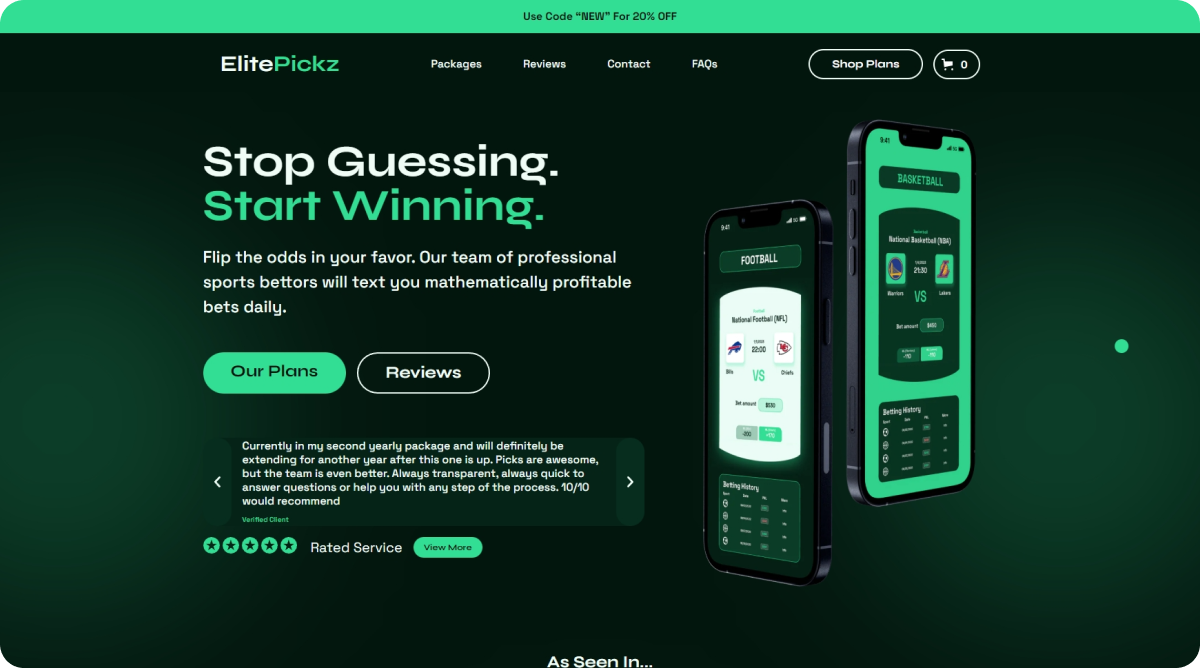 Use Code “NEW” For 20% OFF
ElitePickz
Packages
Reviews
Contact
FAQs
Shop Plans
0
Stop Guessing.
Start Winning.
Flip the odds in your favor. Our team of professional
sports bettors will text you mathematically profitable
bets daily.
Our Plans
Reviews
Currently in my second yearly package and will definitely be
extending for another year after this one is up. Picks are awesome,
but the team is even better. Always transparent, always quick to
answer questions or help you with any step of the process. 10/10
would recommend
Verified Client
Rated Service
View More
9:41
FOOTBALL
National Football (NFL)
22:00
Bills
VS
Chiefs
Bet amount
$530
-200
Betting History
9:41
BASKETBALL
National Basketball (NBA)
21:30
Warriors
VS
Lakers
Bet amount
$450
-110
Betting History
As Seen In...